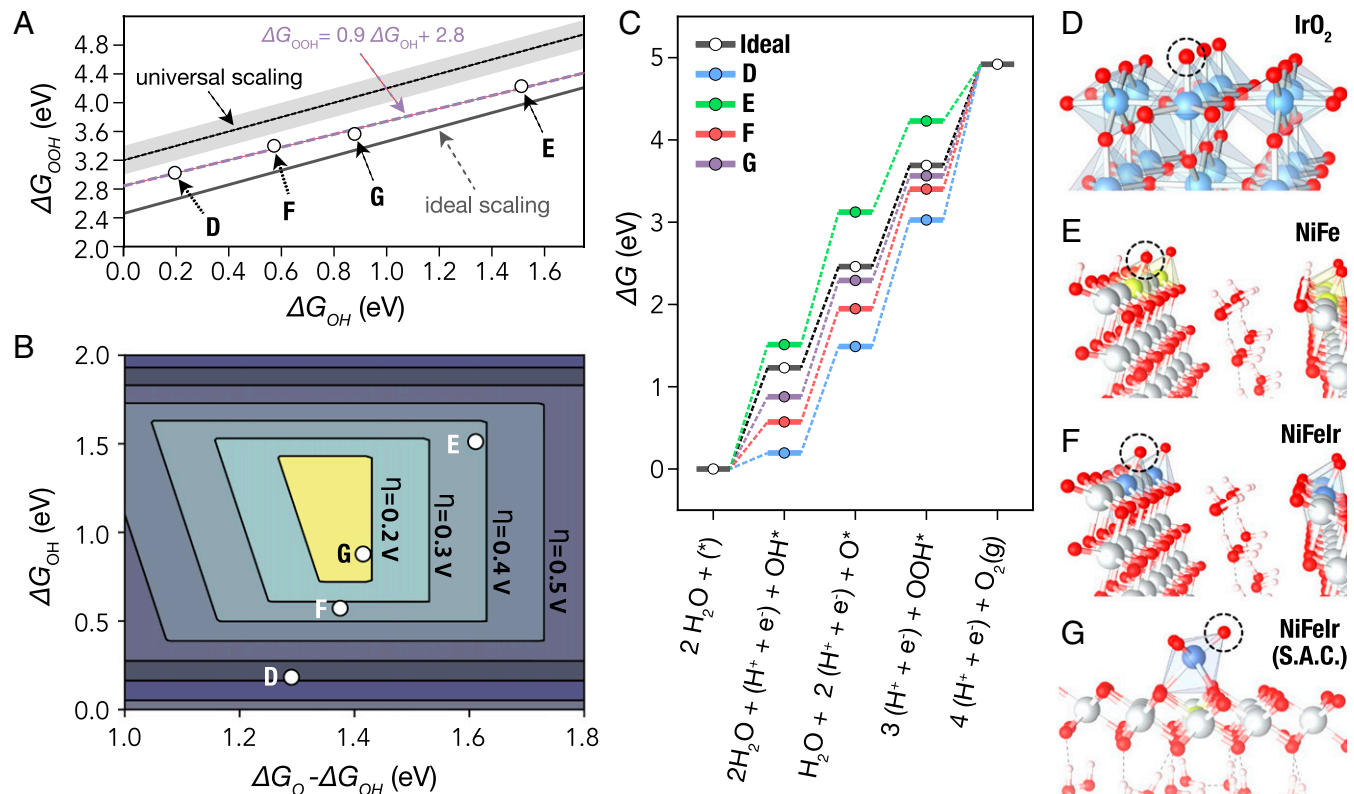 A
ΔG_OOH = 0.9 ΔG_OH + 2.8
universal scaling
4.8
4.4
4.0
3.6
3.2
2.8
2.4
2.0
ΔG_OOH (eV)
D
F
G
E
ideal scaling
0.0 0.2 0.4 0.6 0.8 1.0 1.2 1.4 1.6
ΔG_OH (eV)
B
2.0
1.5
1.0
0.5
0.0
ΔG_OH (eV)
E
G
F
D
η=0.2 V
η=0.3 V
η=0.4 V
η=0.5 V
1.0 1.2 1.4 1.6 1.8
ΔG_O -ΔG_OH (eV)
C
Ideal
D
E
F
G
5
4
3
2
1
0
ΔG (eV)
2 H₂O + (*)
2H₂O + (H⁺ + e⁻) + OH*
H₂O + 2 (H⁺ + e⁻) + O*
3 (H⁺ + e⁻) + OOH*
4 (H⁺ + e⁻) + O₂(g)
D
IrO₂
E
NiFe
F
NiFeIr
G
NiFeIr
(S.A.C.)